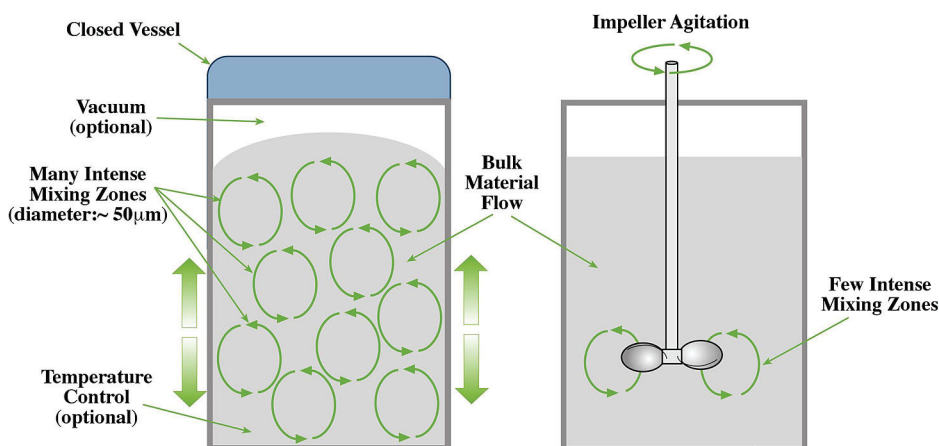 Closed Vessel
Vacuum
(optional)
Many Intense
Mixing Zones
(diameter:~ 50μm)
Temperature
Control
(optional)
Bulk
Material
Flow
Impeller Agitation
Few Intense
Mixing Zones